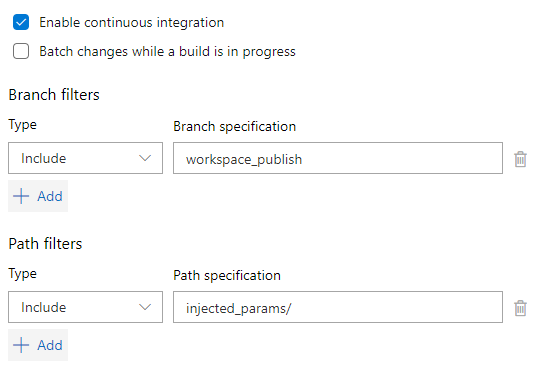 Enable continuous integration
Batch changes while a build is in progress
Branch filters
Type Branch specification
Include workspace_publish
Add
Path filters
Type Path specification
Include injected_params/
Add